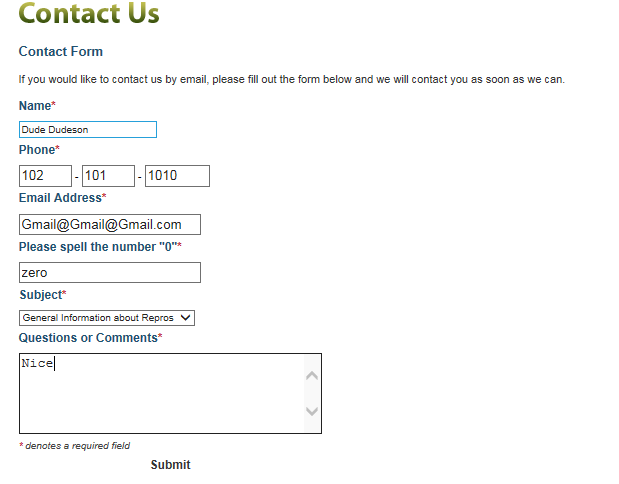 Contact Us
Contact Form
If you would like to contact us by email, please fill out the form below and we will contact you as soon as we can.
Name*
Dude Dudeson
Phone*
102 - 101 - 1010
Email Address*
Gmail@Gmail@Gmail.com
Please spell the number "0"*
zero
Subject*
General Information about Repros
Questions or Comments*
Nice
* denotes a required field
Submit